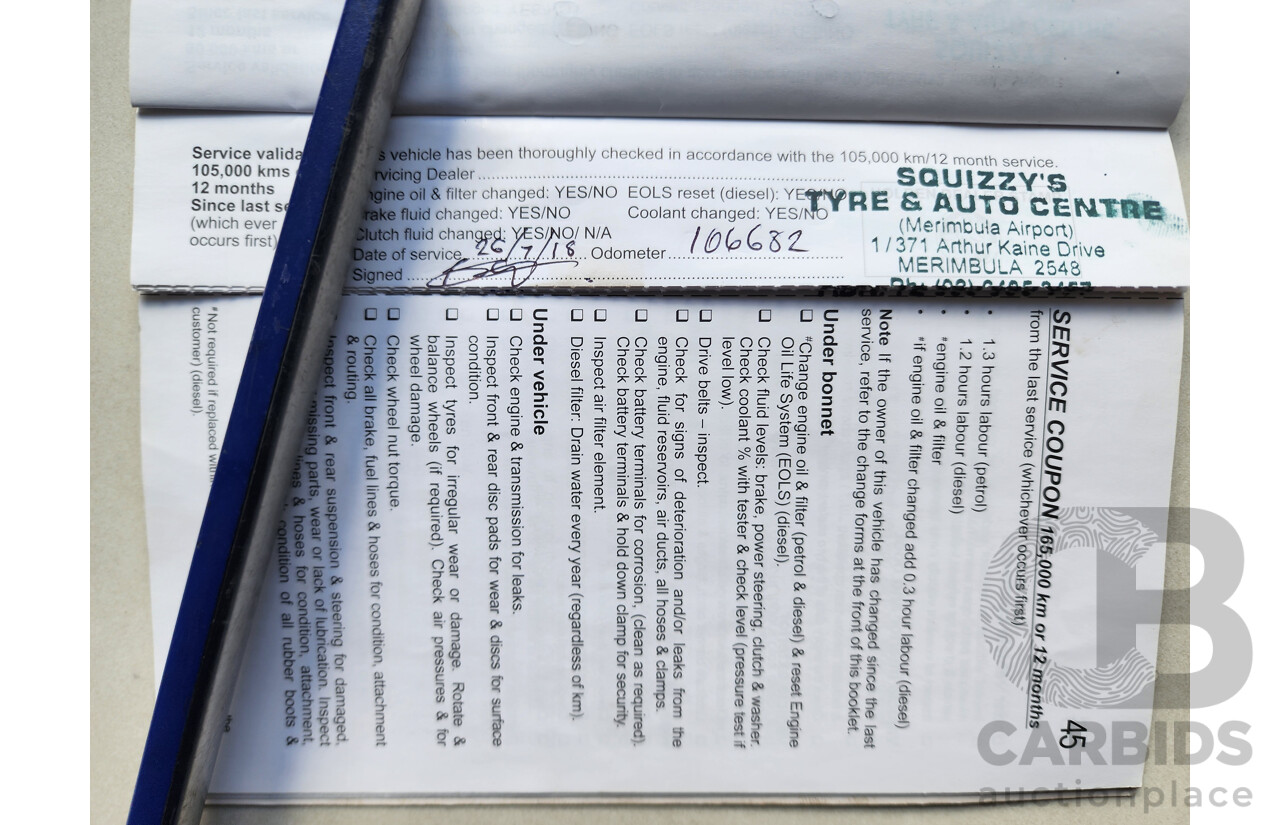 Service valida
105,000 kms
12 months
Since last se
(which ever
occurs first)
s vehicle has been thoroughly checked in accordance with the 105,000 km/12 month service.
rvicing Dealer
ngine oil & filter changed: YES/NO EOLS reset (diesel): YES/NO
rake fluid changed: YES/NO Coolant changed: YES/NO
Clutch fluid changed: YES/NO/ N/A
Date of service 26/7/18 Odometer 106682
Signed
SQUIZZY'S
TYRE & AUTO CENTRE
(Merimbula Airport)
1/371 Arthur Kaine Drive
MERIMBULA 2548
45
SERVICE COUPON 165,000 km or 12 months
from the last service (whichever occurs first)
• 1.3 hours labour (petrol)
• 1.2 hours labour (diesel)
• *engine oil & filter
• *if engine oil & filter changed add 0.3 hour labour (diesel)
Note If the owner of this vehicle has changed since the last
service, refer to the change forms at the front of this booklet.
Under bonnet
❑ *Change engine oil & filter (petrol & diesel) & reset Engine
Oil Life System (EOLS) (diesel).
❑ Check fluid levels: brake, power steering, clutch & washer.
Check coolant % with tester & check level (pressure test if
level low).
❑ Drive belts – inspect.
❑ Check for signs of deterioration and/or leaks from the
engine, fluid reservoirs, air ducts, all hoses & clamps.
❑ Check battery terminals for corrosion, (clean as required).
Check battery terminals & hold down clamp for security.
❑ Inspect air filter element.
❑ Diesel filter: Drain water every year (regardless of km).
Under vehicle
❑ Check engine & transmission for leaks.
❑ Inspect front & rear disc pads for wear & discs for surface
condition.
❑ Inspect tyres for irregular wear or damage. Rotate &
balance wheels (if required). Check air pressures & for
wheel damage.
❑ Check wheel nut torque.
❑ Check all brake, fuel lines & hoses for condition, attachment
& routing.
Inspect front & rear suspension & steering for damaged,
missing parts, wear or lack of lubrication. Inspect
lines & hoses for condition, attachment,
condition of all rubber boots &
*Not required if replaced within
customer) (diesel).
the
CARBIDS
auctionplace